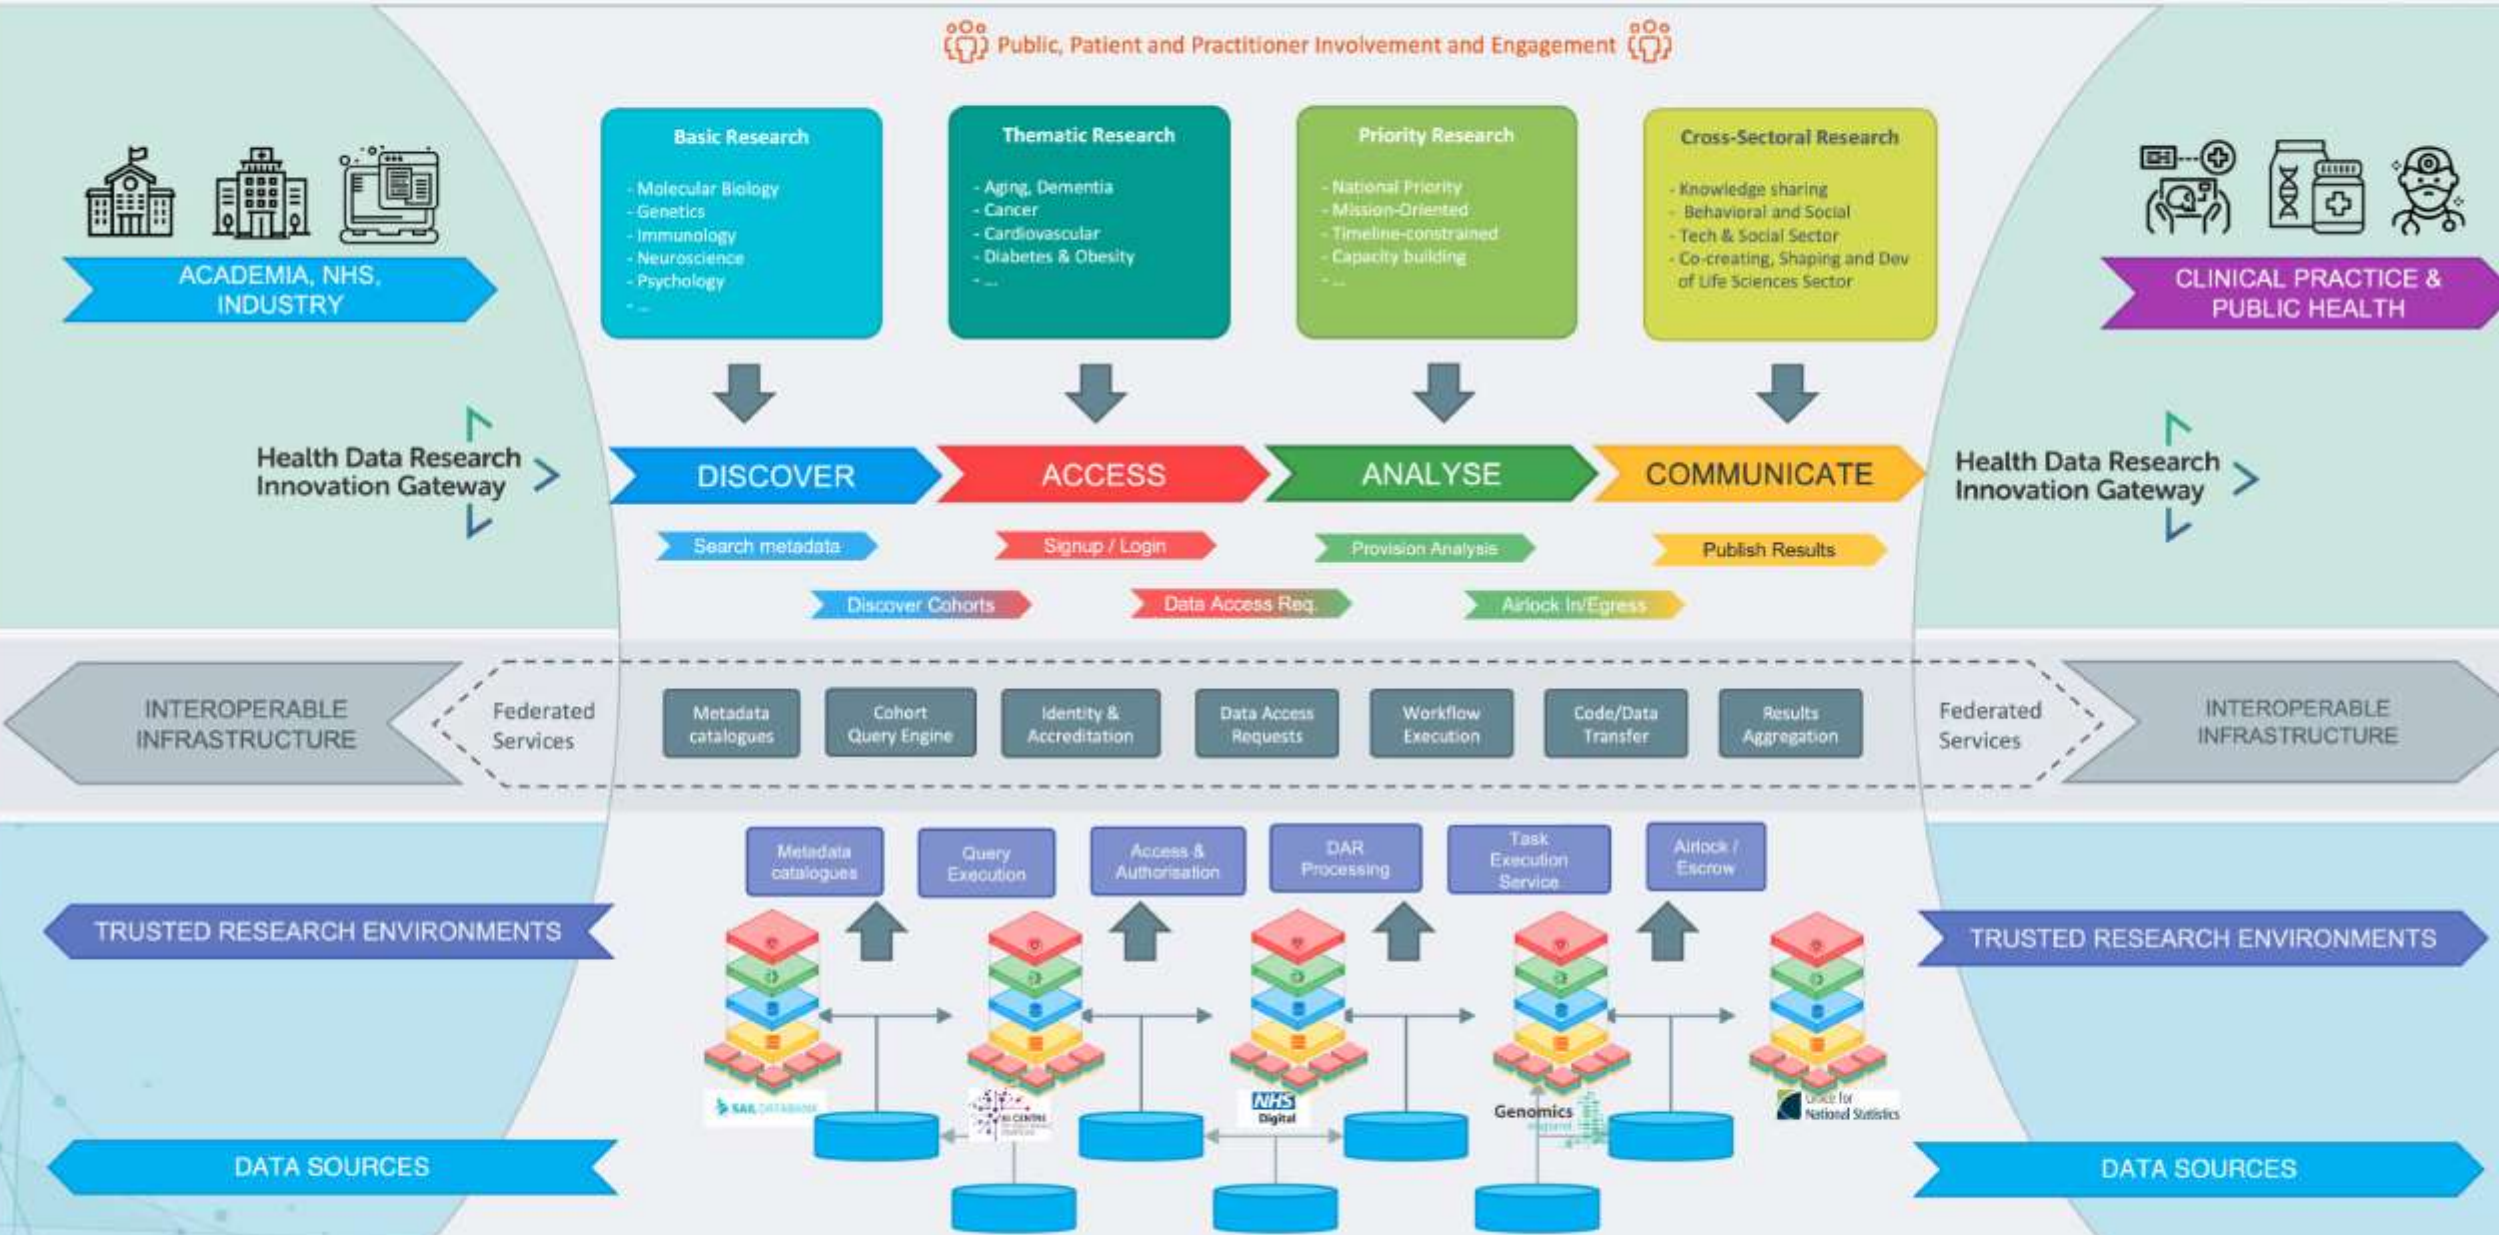 Public, Patient and Practitioner Involvement and Engagement
ACADEMIA, NHS,
INDUSTRY
Basic Research
- Molecular Biology
- Genetics
- Immunology
- Neuroscience
- Psychology
- ...
Thematic Research
- Aging, Dementia
- Cancer
- Cardiovascular
- Diabetes & Obesity
- ...
Priority Research
- National Priority
- Mission-Oriented
- Timeline-constrained
- Capacity building
- ...
Cross-Sectoral Research
- Knowledge sharing
- Behavioral and Social
- Tech & Social Sector
- Co-creating, Shaping and Dev
of Life Sciences Sector
CLINICAL PRACTICE &
PUBLIC HEALTH
Health Data Research
Innovation Gateway
DISCOVER
ACCESS
ANALYSE
COMMUNICATE
Health Data Research
Innovation Gateway
Search metadata
Signup / Login
Provision Analysis
Publish Results
Discover Cohorts
Data Access Req.
Airlock In/Egress
INTEROPERABLE
INFRASTRUCTURE
Federated
Services
Metadata
catalogues
Cohort
Query Engine
Identity &
Accreditation
Data Access
Requests
Workflow
Execution
Code/Data
Transfer
Results
Aggregation
Federated
Services
INTEROPERABLE
INFRASTRUCTURE
Metadata
catalogues
Query
Execution
Access &
Authorisation
DAR
Processing
Task
Execution
Service
Airlock /
Escrow
TRUSTED RESEARCH ENVIRONMENTS
TRUSTED RESEARCH ENVIRONMENTS
SAIL DATABANK
CENTRE
NHS
Digital
Genomics
england
Office for
National Statistics
DATA SOURCES
DATA SOURCES